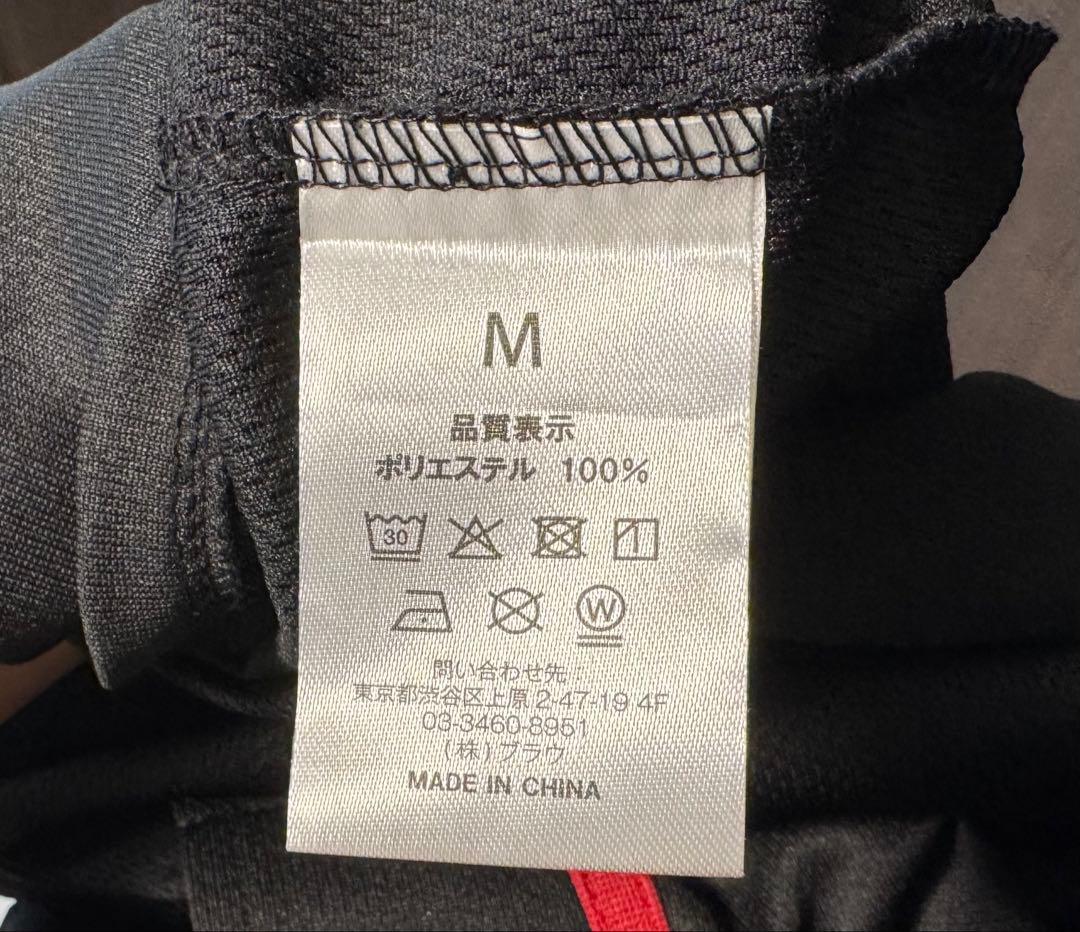 M
品質表示
ポリエステル 100%
30
W
問い合わせ先：
東京都渋谷区上原 2-47-19 4F
03-3460-8951
(株)ブラウ
MADE IN CHINA